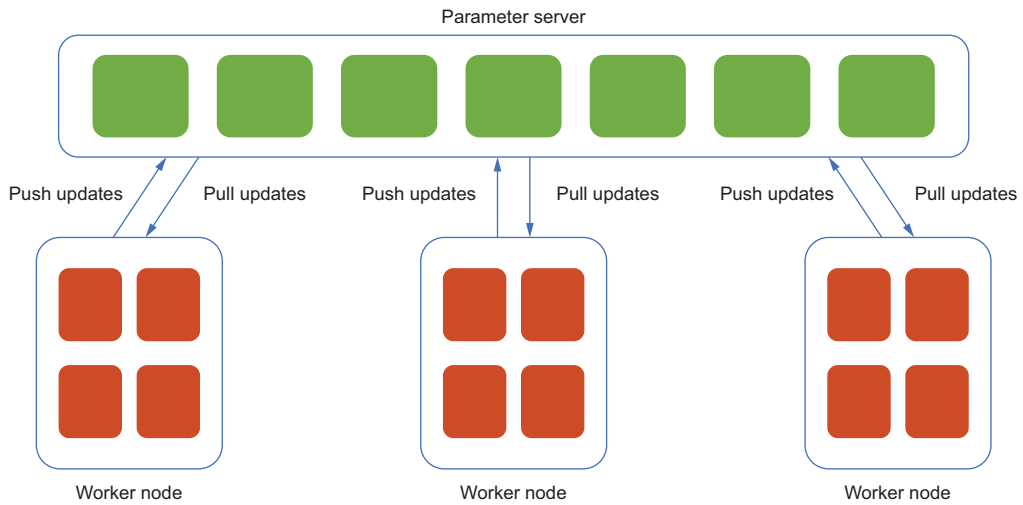 Parameter server
Push updates
Pull updates
Push updates
Pull updates
Push updates
Pull updates
Worker node
Worker node
Worker node